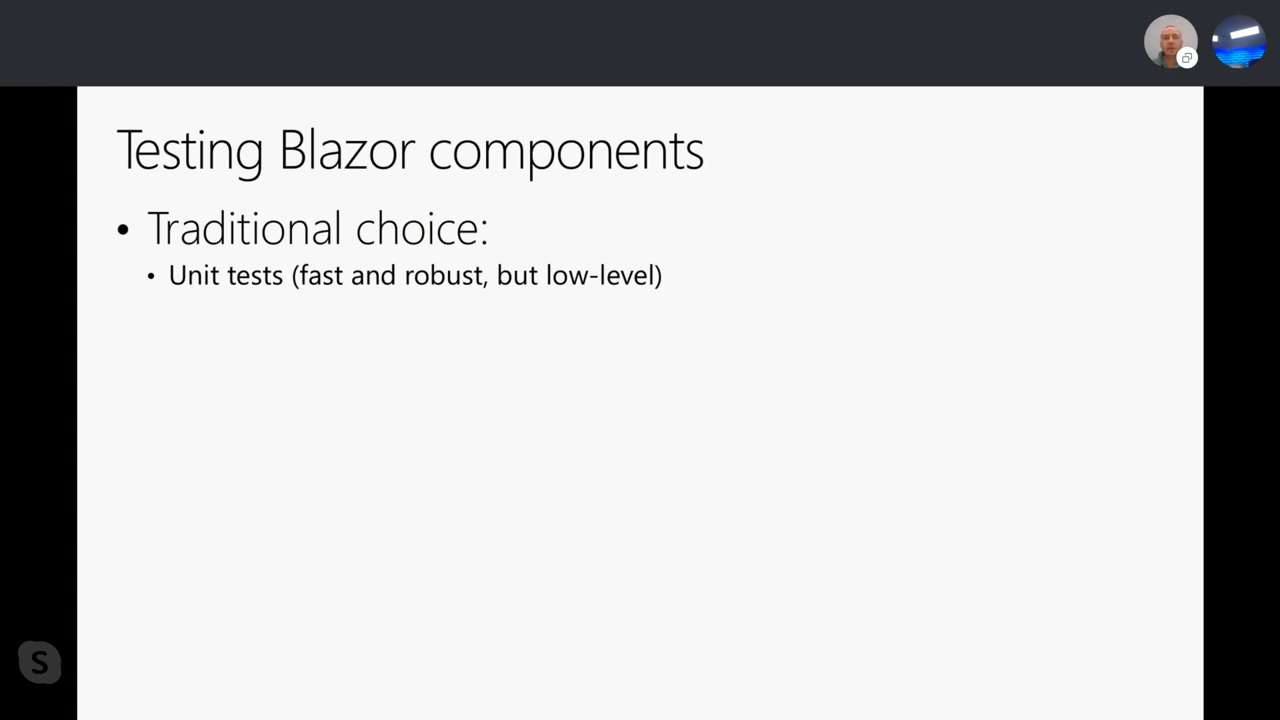 Testing Blazor components
• Traditional choice:
• Unit tests (fast and robust, but low-level)
S